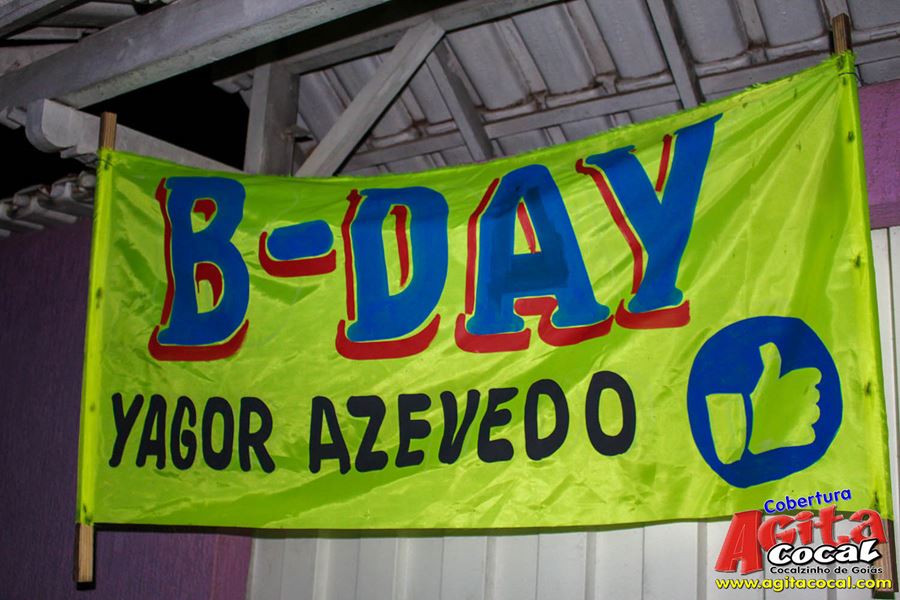 B-DAY
YAGOR AZEVEDO
Cobertura
Agita
Cocal
Cocalzinho de Goiás
www.agitacocal.com